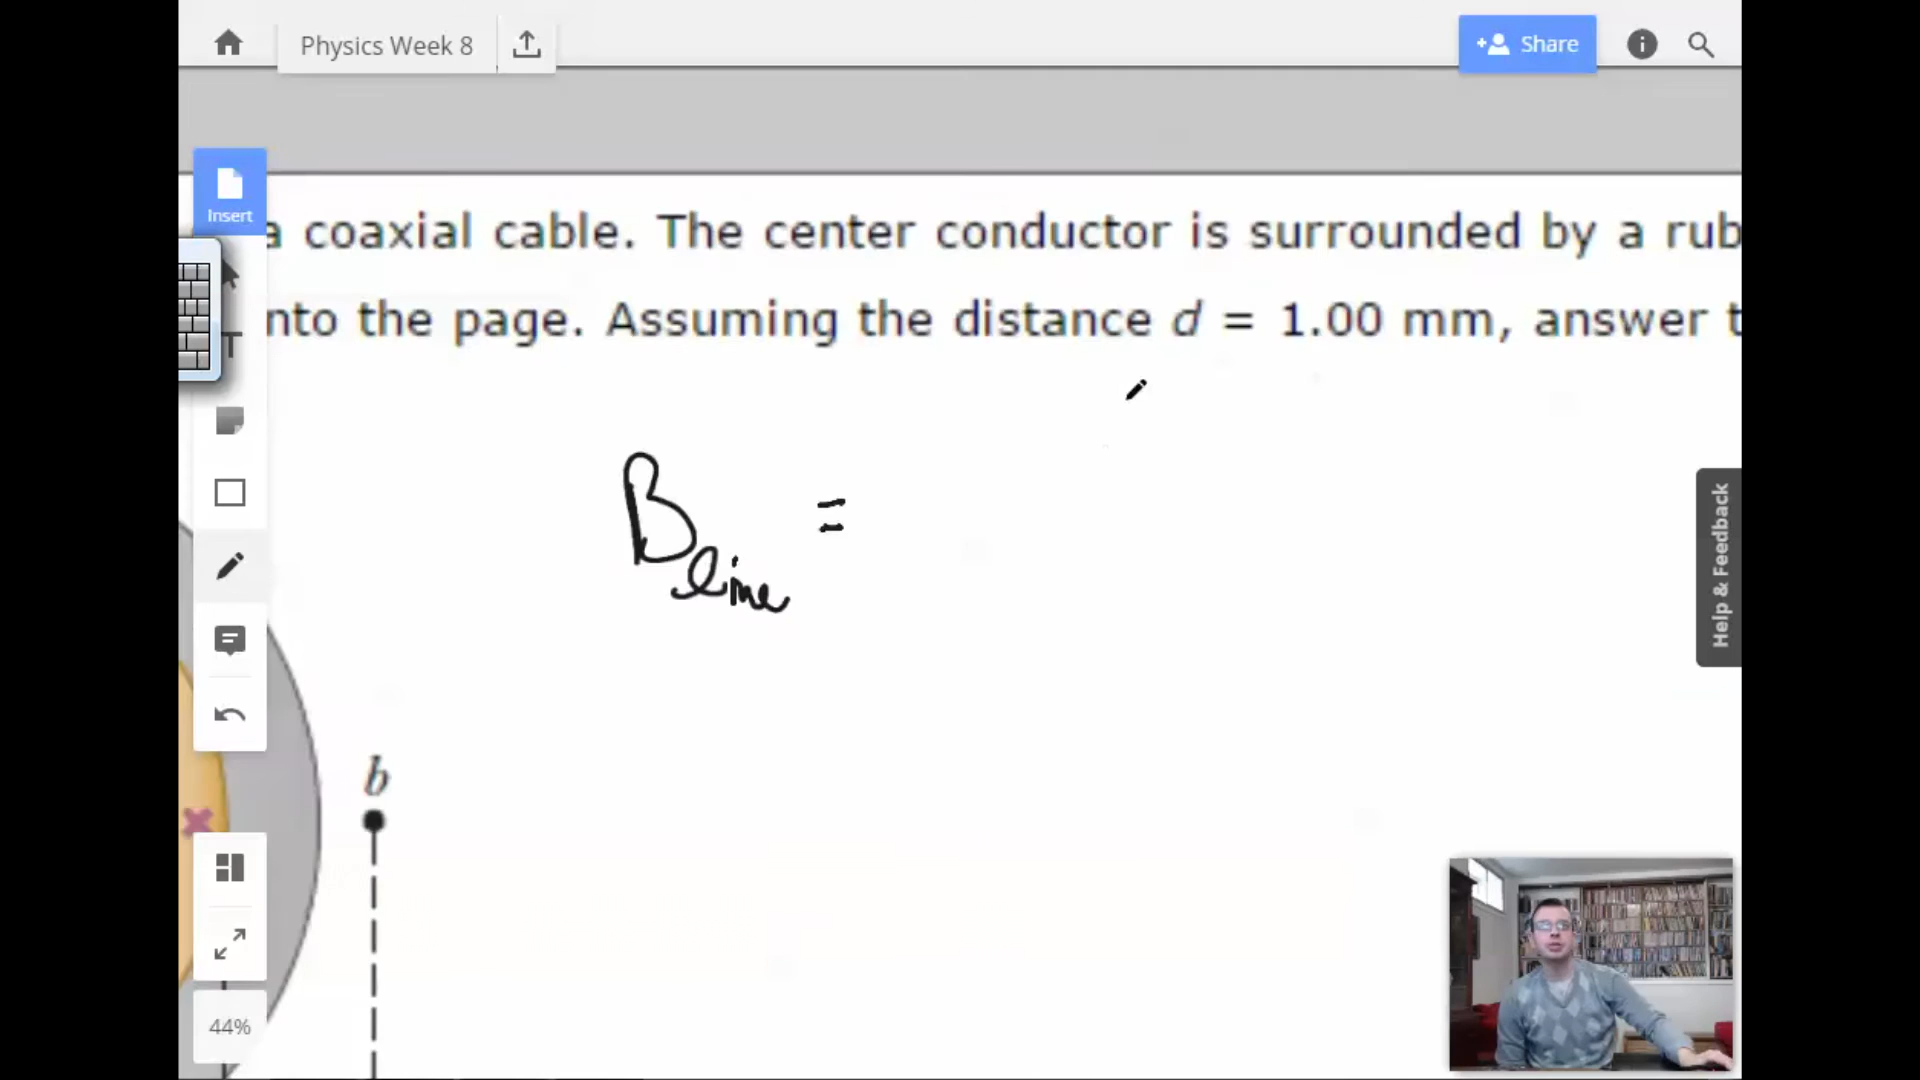 Physics Week 8
Share
Insert
a coaxial cable. The center conductor is surrounded by a rub
nto the page. Assuming the distance d = 1.00 mm, answer t
T
B line =
Help & Feedback
b
44%